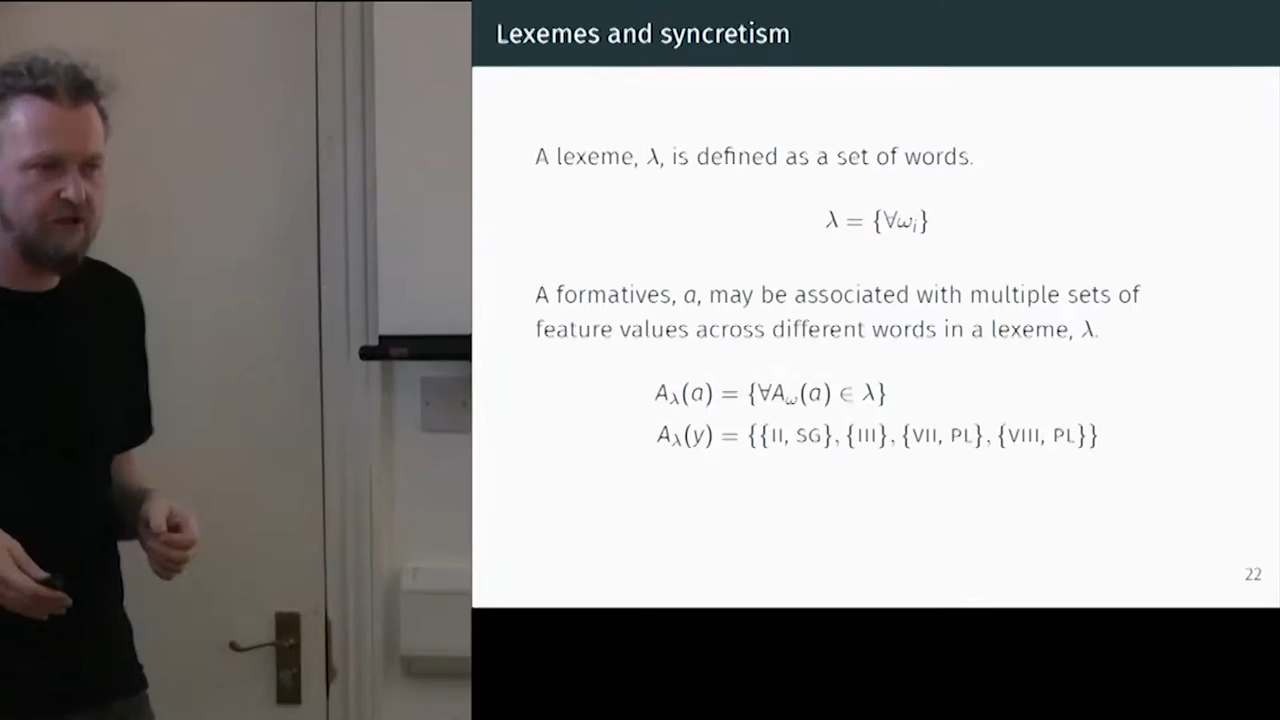 Lexemes and syncretism
A lexeme, λ, is defined as a set of words.
λ = {∀ωᵢ}
A formatives, a, may be associated with multiple sets of
feature values across different words in a lexeme, λ.
A_λ(a) = {∀A_ω(a) ∈ λ}
A_λ(y) = {{II, SG}, {III}, {VII, PL}, {VIII, PL}}
22